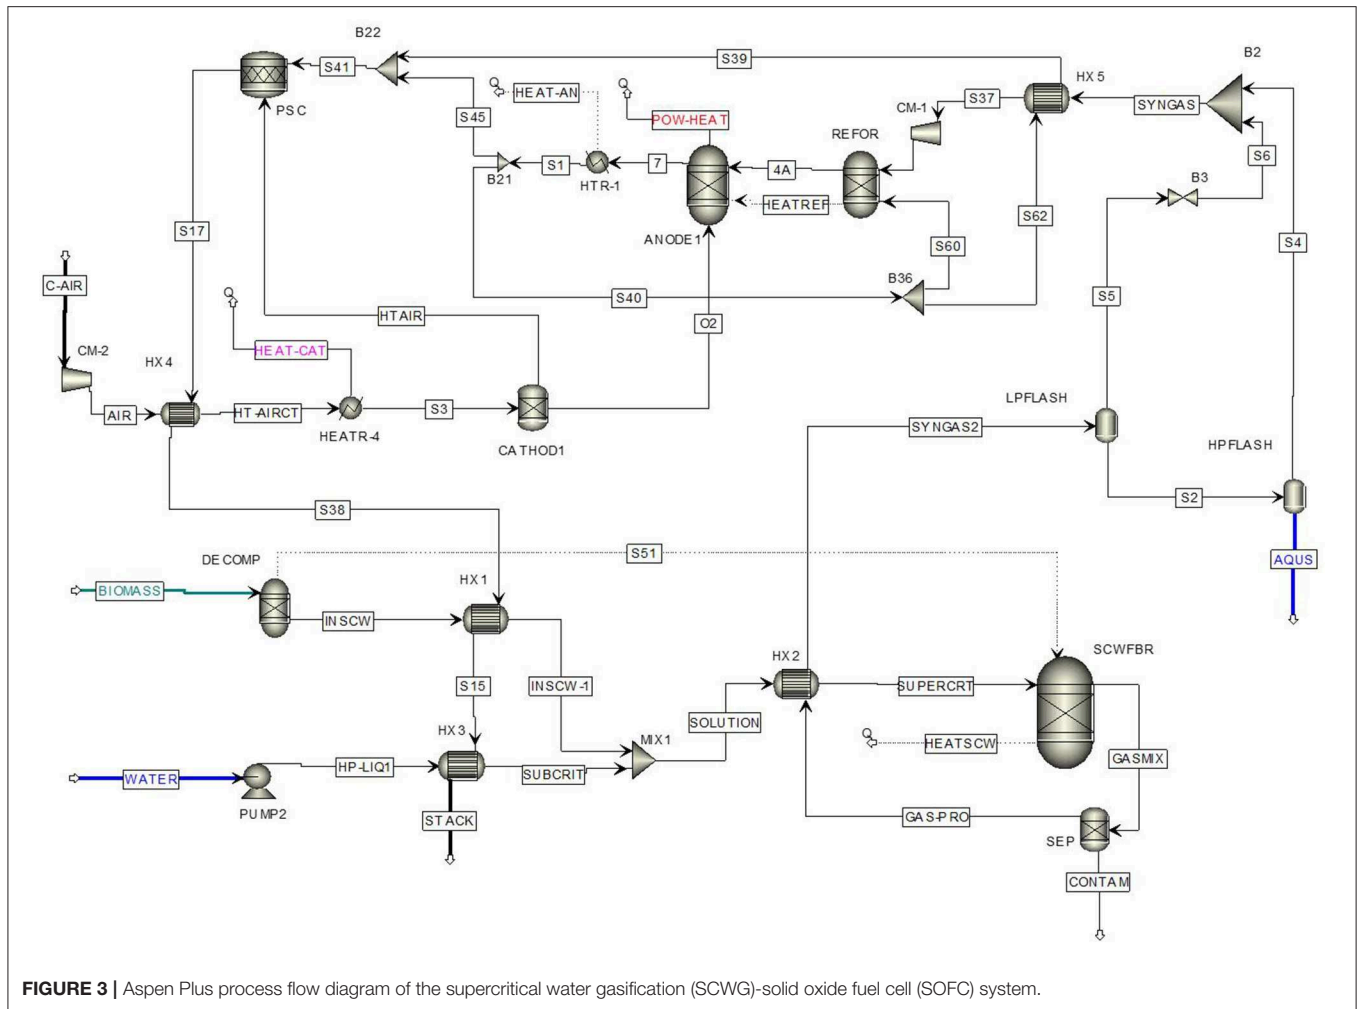 B22
S39
B2
S41
HX5
Q
HEAT-AN
Q
S37
CM-1
SYNGAS
PSC
S45
POW-HEAT
REFOR
S6
S1
7
4A
B3
B21
HTR-1
HEATREF
S17
ANODE1
S60
S62
S4
B36
C-AIR
Q
S40
S5
HTAIR
O2
CM-2
HX4
HEAT-CAT
LPFLASH
AIR
HT-AIRCT
S3
SYNGAS2
HEATR-4
CATHOD1
HPFLASH
S2
S38
DECOMP
S51
AQUS
HX1
BIOMASS
INSCW
SCWFBR
HX2
S15
INSCW-1
SUPERCRT
SOLUTION
HX3
MIX1
Q
HEATSCW
GASMIX
WATER
HP-LIQ1
SUBCRIT
PUMP2
STACK
GAS-PRO
SEP
CONTAM
FIGURE 3 | Aspen Plus process flow diagram of the supercritical water gasification (SCWG)-solid oxide fuel cell (SOFC) system.